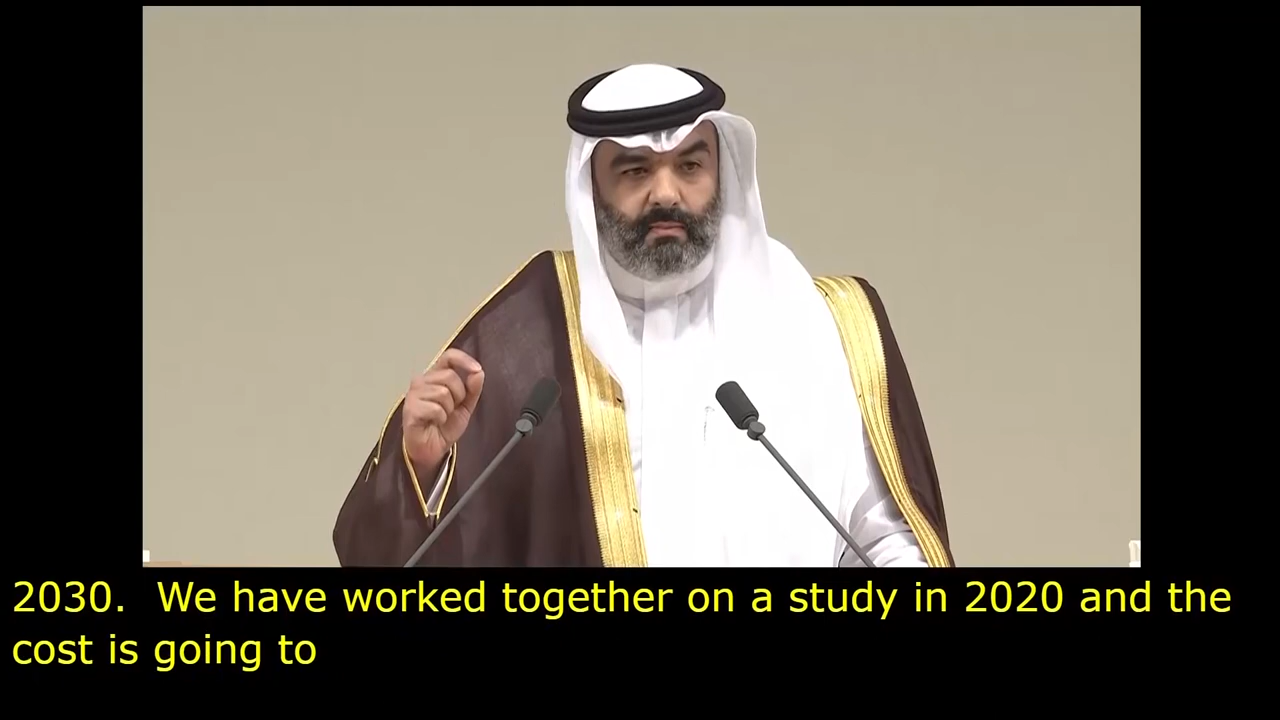 2030.  We have worked together on a study in 2020 and the
cost is going to